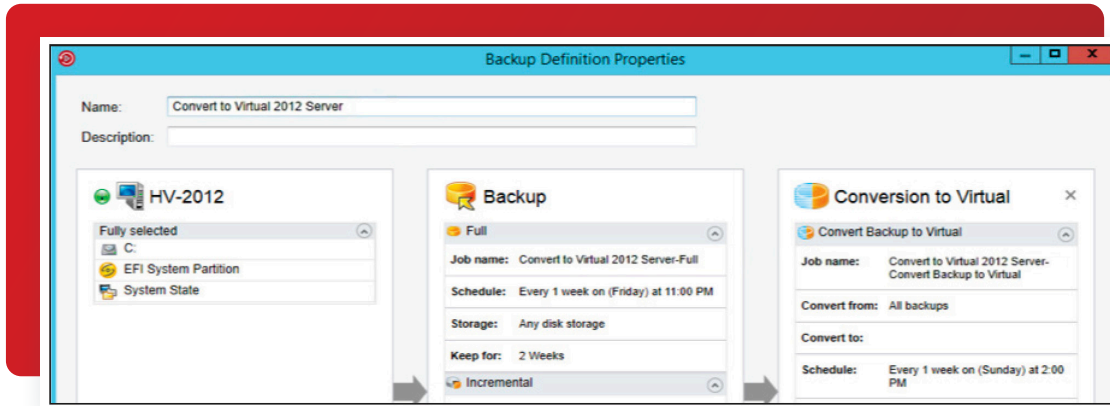 Backup Definition Properties
Name: Convert to Virtual 2012 Server
Description:
HV-2012
Fully selected
C:
EFI System Partition
System State
Backup
Full
Job name: Convert to Virtual 2012 Server-Full
Schedule: Every 1 week on (Friday) at 11:00 PM
Storage: Any disk storage
Keep for: 2 Weeks
Incremental
Conversion to Virtual
Convert Backup to Virtual
Job name: Convert to Virtual 2012 Server-
Convert Backup to Virtual
Convert from: All backups
Convert to:
Schedule: Every 1 week on (Sunday) at 2:00
PM